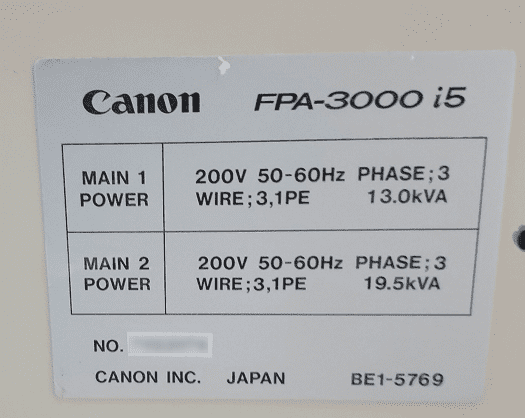 Canon FPA-3000 i5
MAIN 1 200V 50-60Hz PHASE;3
POWER WIRE;3,1PE 13.0kVA
MAIN 2 200V 50-60Hz PHASE;3
POWER WIRE;3,1PE 19.5kVA
NO.
CANON INC. JAPAN BE1-5769